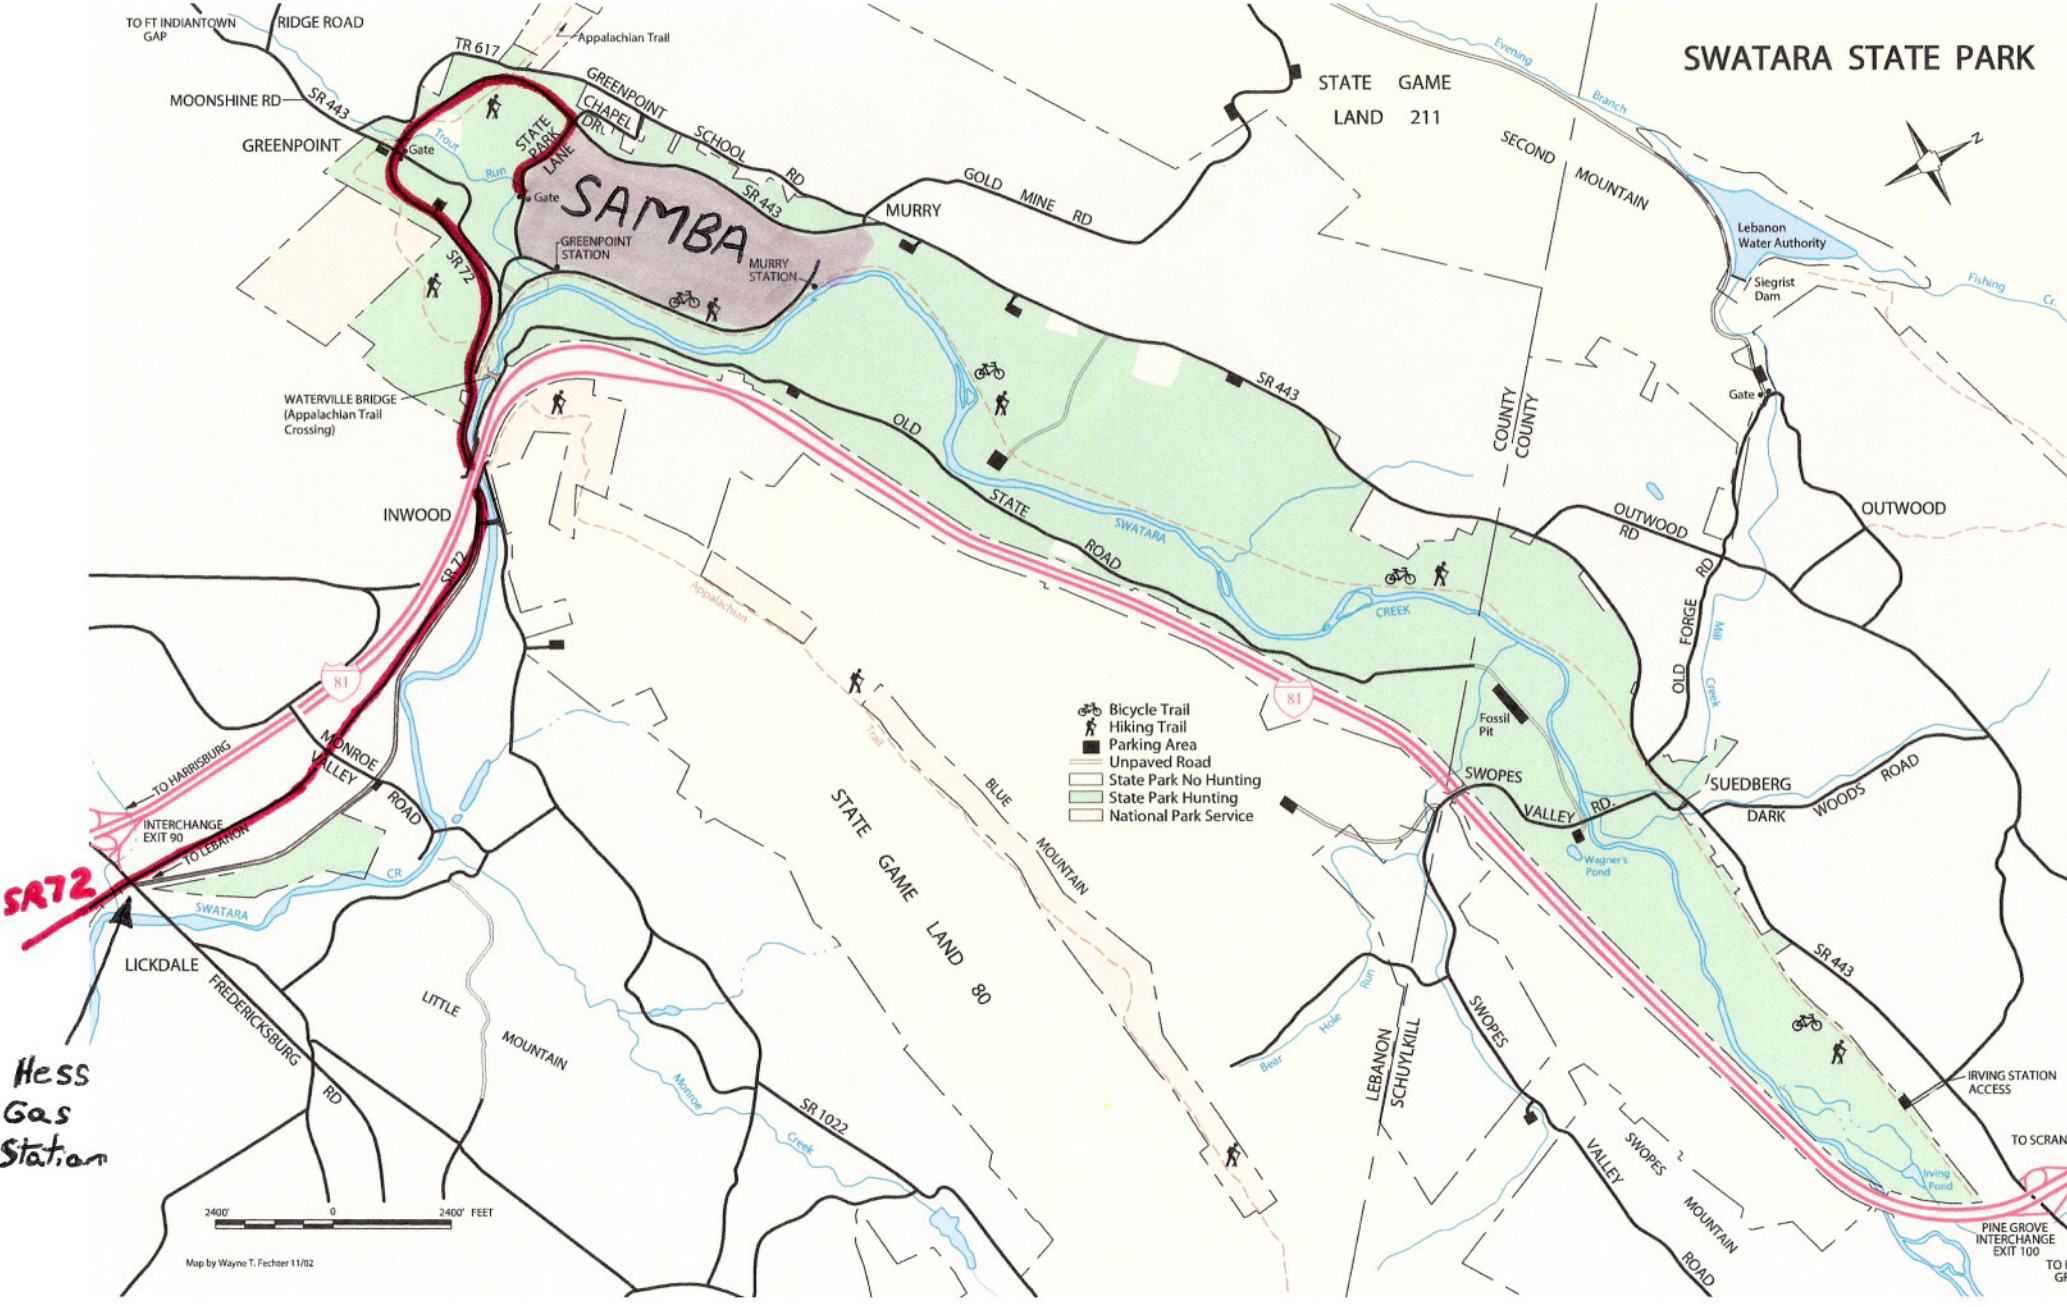 SWATARA STATE PARK
TO FT INDIANTOWN
GAP
RIDGE ROAD
Appalachian Trail
TR 617
MOONSHINE RD
SR 443
GREENPOINT
Gate
Trout
Run
STATE
PARK
LANE
Gate
GREENPOINT
SCHOOL
RD
CHAPEL
SR 443
SAMBA
GREENPOINT
STATION
MURRY
STATION
MURRY
GOLD MINE RD
STATE GAME
LAND 211
Evening
Branch
SECOND MOUNTAIN
N
Lebanon
Water Authority
Siegrist
Dam
Fishing
Cr.
Gate
SR 72
WATERVILLE BRIDGE
(Appalachian Trail
Crossing)
INWOOD
SR 72
OLD
STATE
ROAD
SWATARA
CREEK
SR 443
COUNTY
COUNTY
OUTWOOD
RD
OUTWOOD
OLD FORGE RD
Mill
Creek
81
81
Appalachian
Trail
Fossil
Pit
Bicycle Trail
Hiking Trail
Parking Area
Unpaved Road
State Park No Hunting
State Park Hunting
National Park Service
TO HARRISBURG
MONROE
VALLEY
ROAD
INTERCHANGE
EXIT 90
TO LEBANON
SR72
SWATARA
CR
LICKDALE
FREDERICKSBURG
RD
LITTLE
MOUNTAIN
Hess
Gas
Station
Monroe
Creek
SR 1022
STATE GAME LAND 80
BLUE
MOUNTAIN
SWOPES
VALLEY RD.
SUEDBERG
DARK WOODS ROAD
Wagner's
Pond
SR 443
Bear Hole Run
LEBANON
SCHUYLKILL
SWOPES
VALLEY
ROAD
SWOPES
MOUNTAIN
IRVING STATION
ACCESS
TO SCRAN
Irving
Pond
PINE GROVE
INTERCHANGE
EXIT 100
2400' 0 2400' FEET
Map by Wayne T. Fechter 11/02